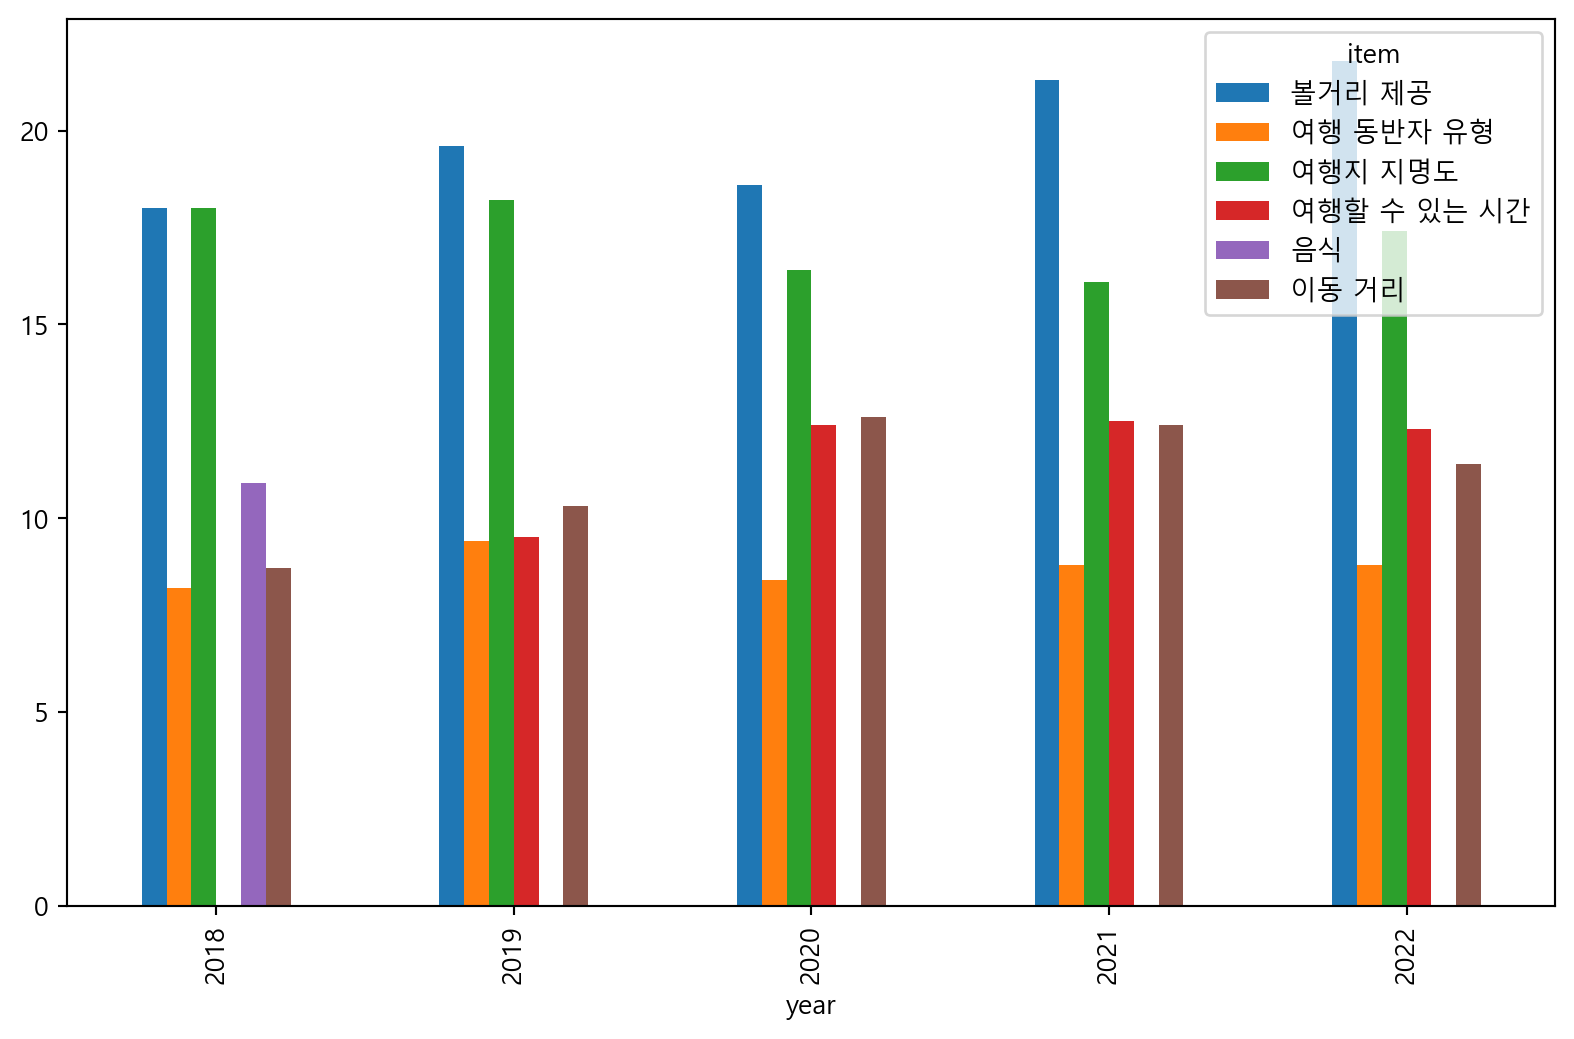 item
볼거리 제공
여행 동반자 유형
여행지 지명도
여행할 수 있는 시간
음식
이동 거리
20
15
10
5
0
2018
2019
2020
2021
2022
year